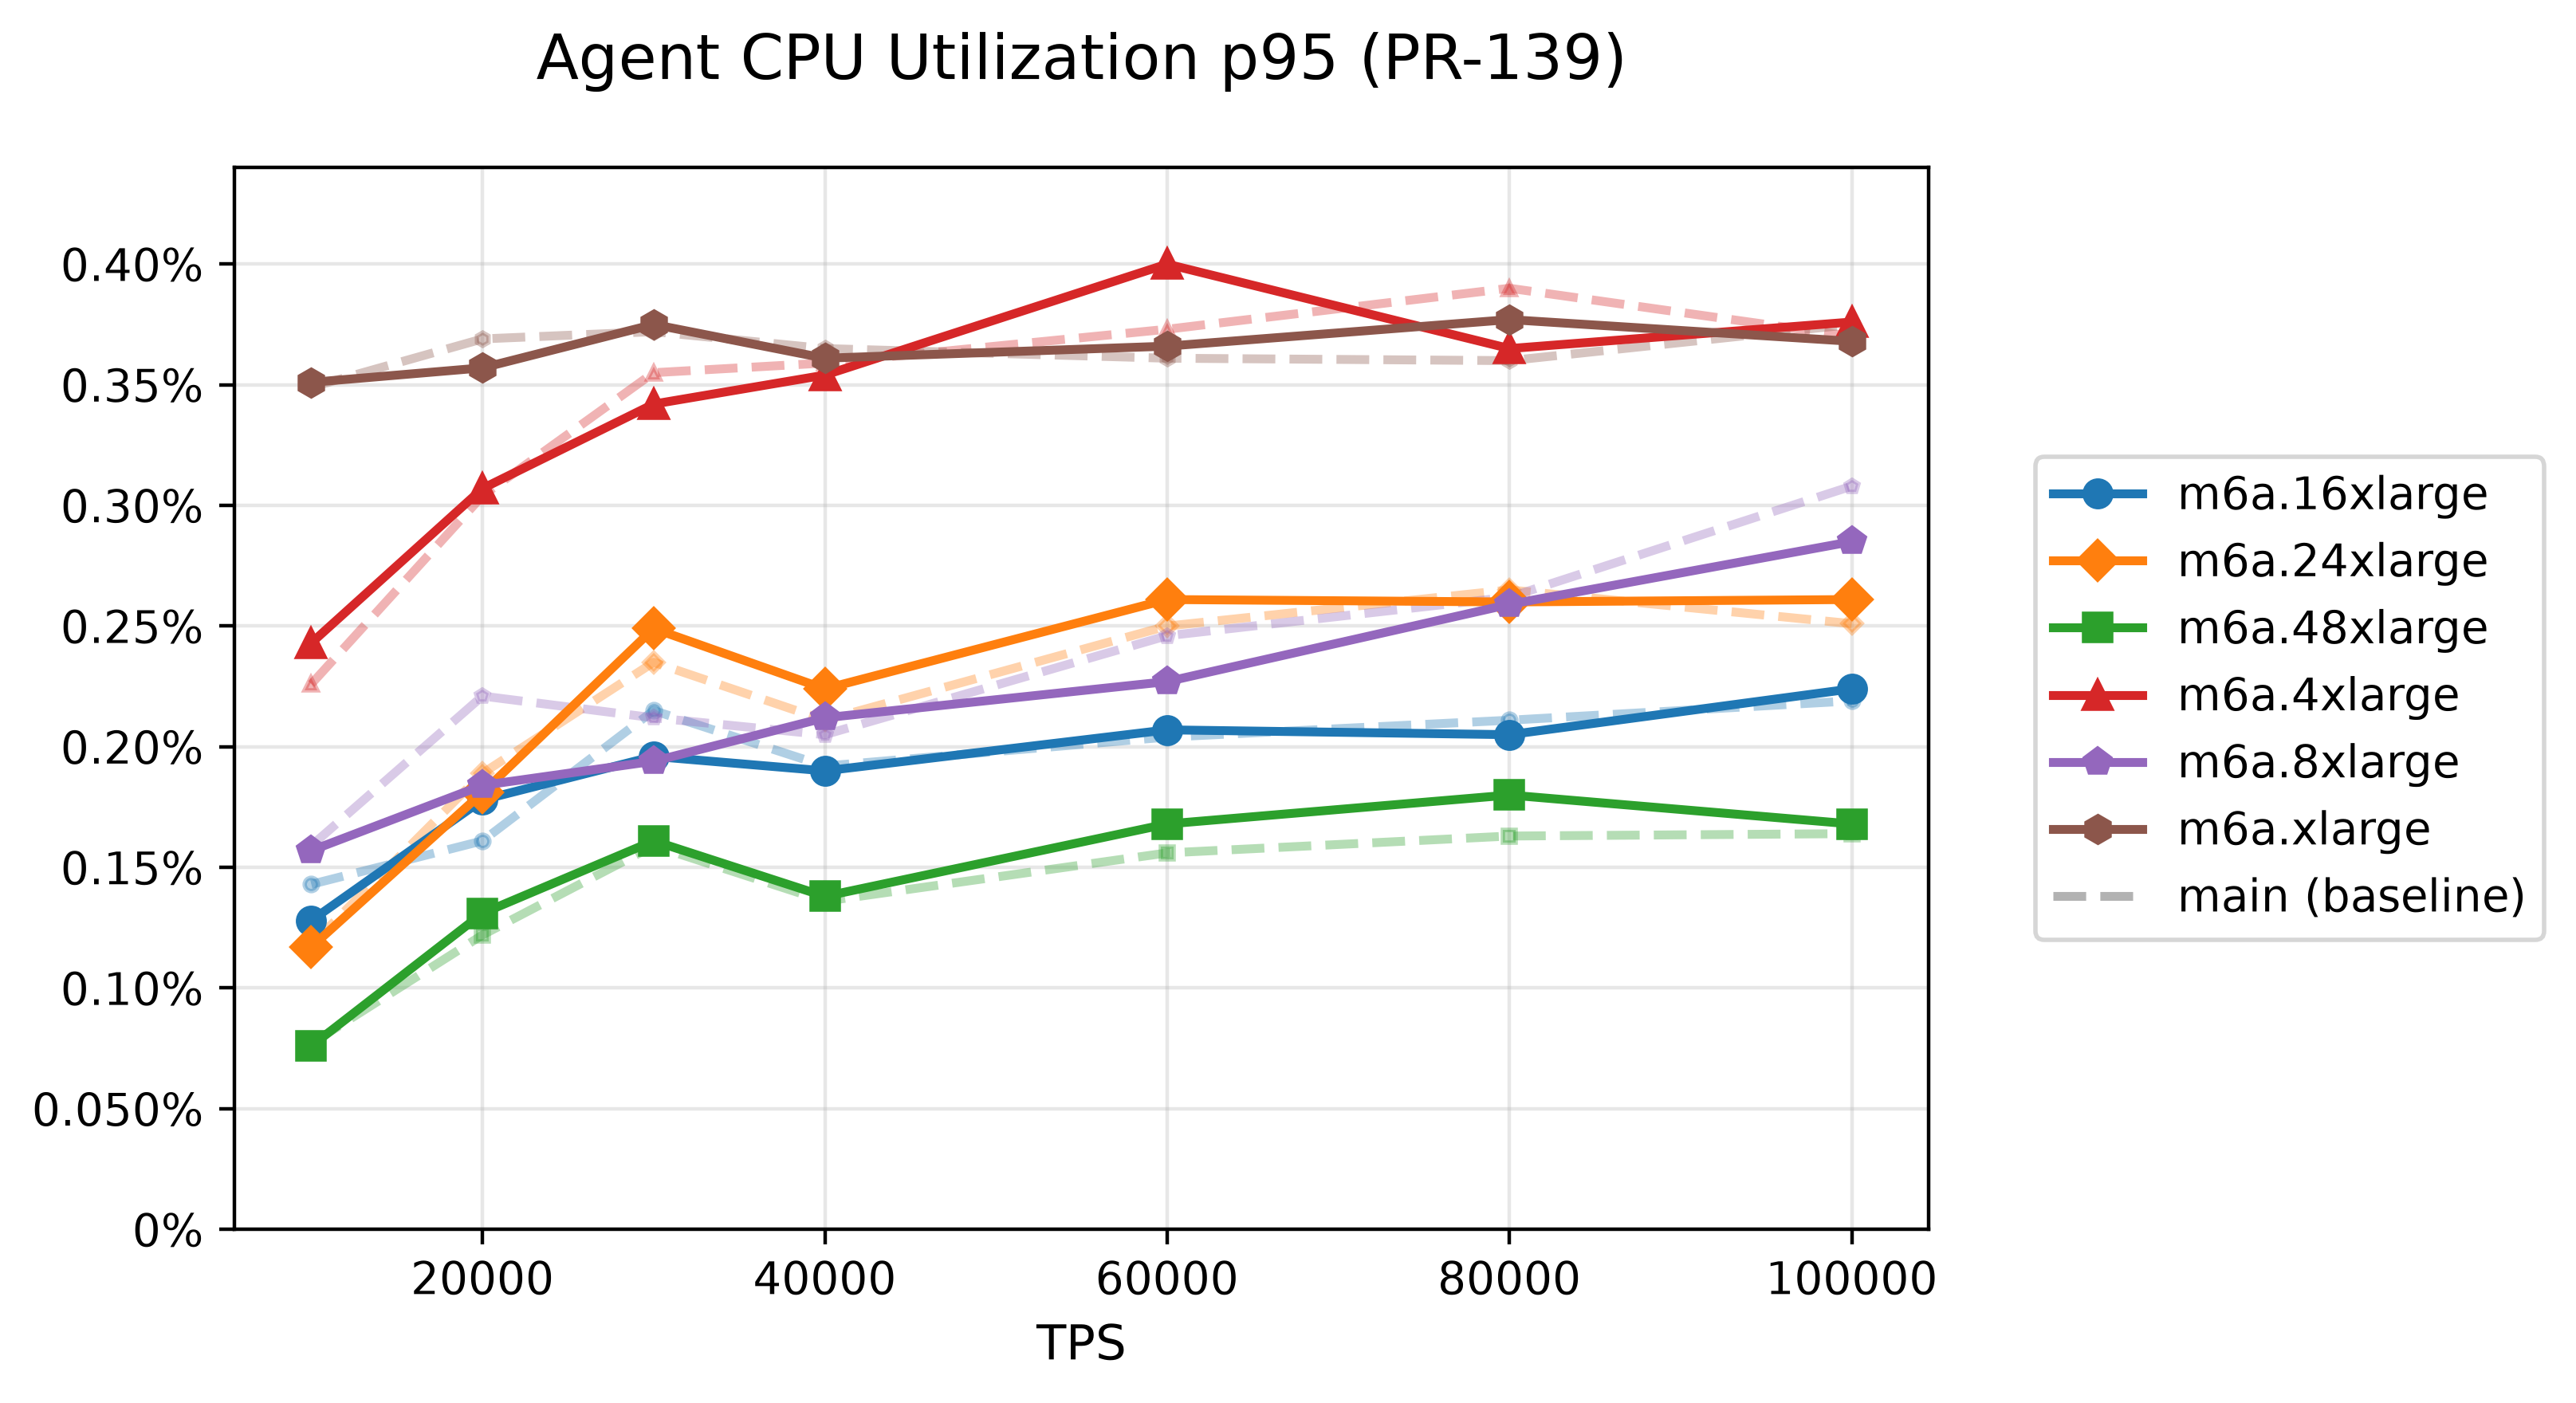 Agent CPU Utilization p95 (PR-139)
0.40%
0.35%
0.30%
0.25%
0.20%
0.15%
0.10%
0.050%
0%
20000 40000 60000 80000 100000
TPS
m6a.16xlarge
m6a.24xlarge
m6a.48xlarge
m6a.4xlarge
m6a.8xlarge
m6a.xlarge
main (baseline)